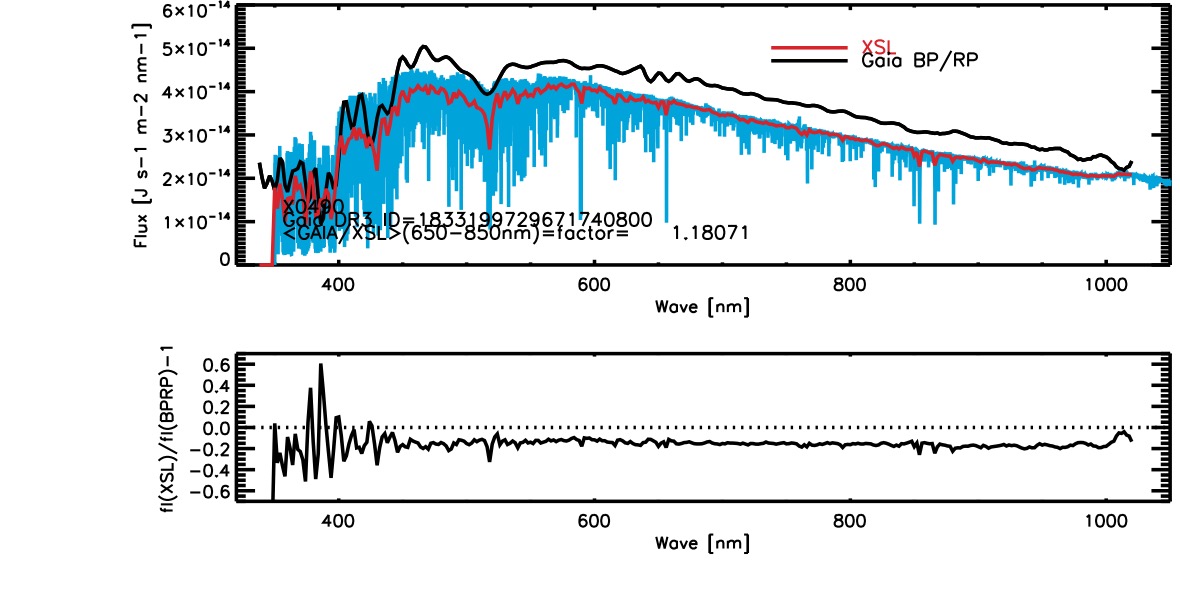 6×10−14
5×10−14
4×10−14
3×10−14
2×10−14
1×10−14
0
Flux [J s−1 m−2 nm−1]
XSL
Gaia BP/RP
X0490
Gaia DR3 ID=1833199729671740800
<GAIA/XSL>(650−850nm)=factor= 1.18071
400 600 800 1000
Wave [nm]
0.6
0.4
0.2
0.0
−0.2
−0.4
−0.6
fl(XSL)/fl(BPRP)−1
400 600 800 1000
Wave [nm]